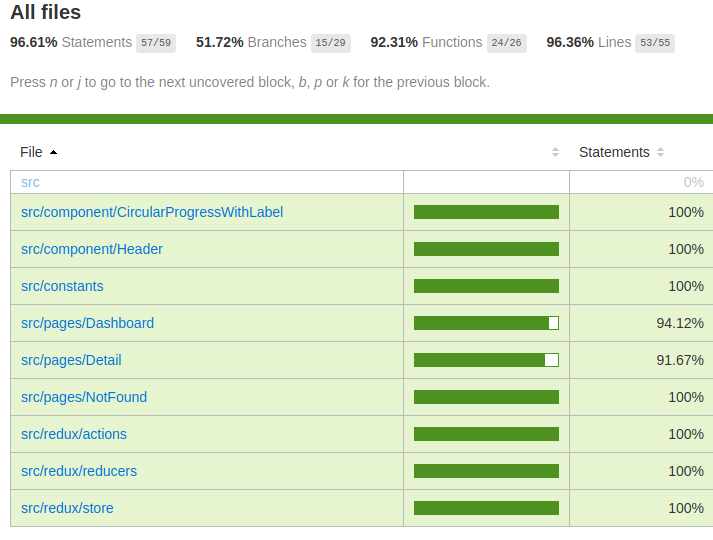 All files
96.61% Statements 57/59 51.72% Branches 15/29 92.31% Functions 24/26 96.36% Lines 53/55
Press n or j to go to the next uncovered block, b, p or k for the previous block.
File Statements
src 0%
src/component/CircularProgressWithLabel 100%
src/component/Header 100%
src/constants 100%
src/pages/Dashboard 94.12%
src/pages/Detail 91.67%
src/pages/NotFound 100%
src/redux/actions 100%
src/redux/reducers 100%
src/redux/store 100%